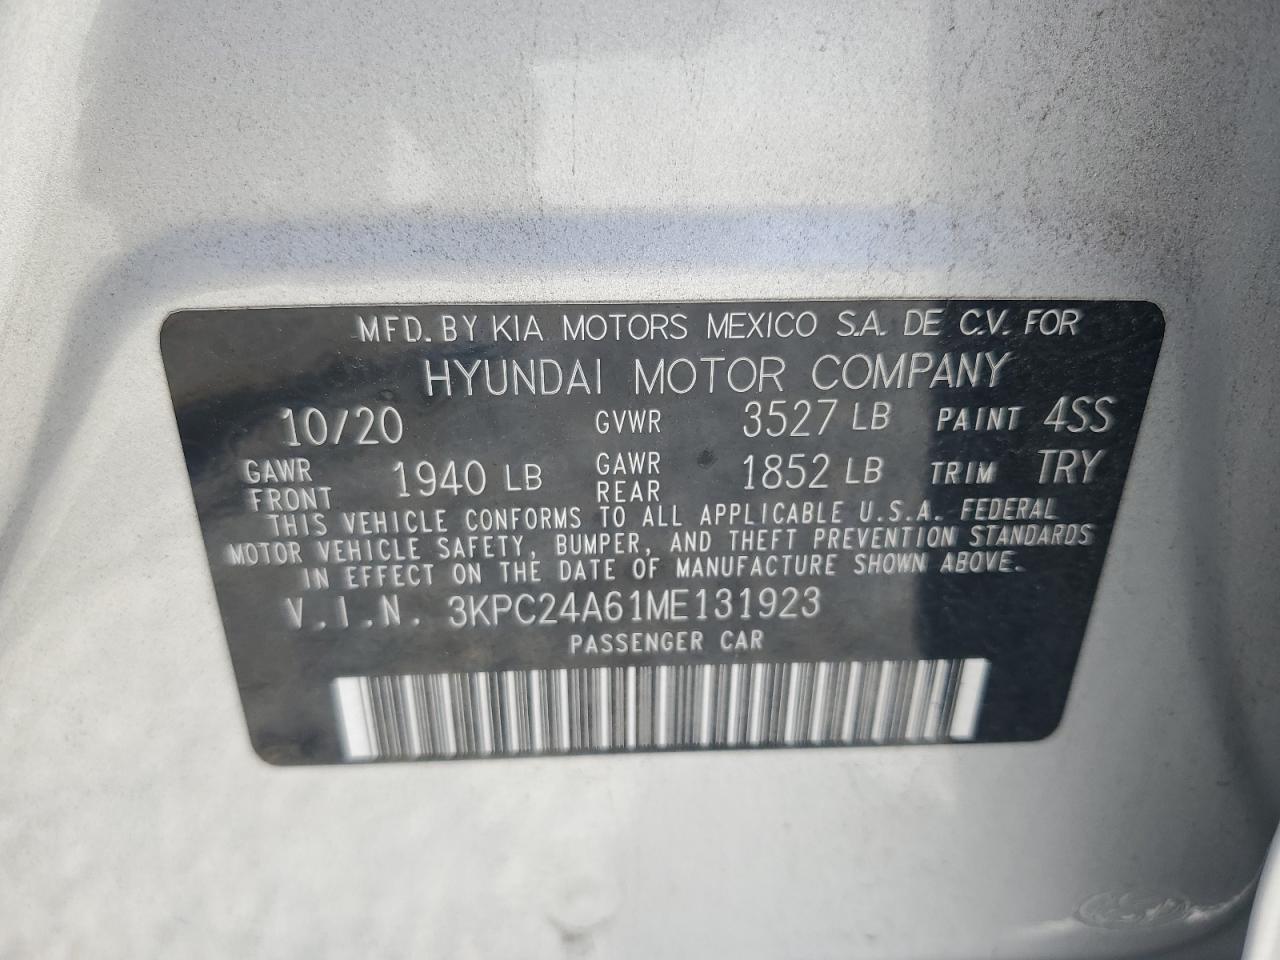 MFD. BY KIA MOTORS MEXICO S.A. DE C.V. FOR
HYUNDAI MOTOR COMPANY
10/20 GVWR 3527 LB PAINT 4SS
GAWR FRONT 1940 LB GAWR REAR 1852 LB TRIM TRY
THIS VEHICLE CONFORMS TO ALL APPLICABLE U.S.A. FEDERAL
MOTOR VEHICLE SAFETY, BUMPER, AND THEFT PREVENTION STANDARDS
IN EFFECT ON THE DATE OF MANUFACTURE SHOWN ABOVE.
V.I.N. 3KPC24A61ME131923
PASSENGER CAR